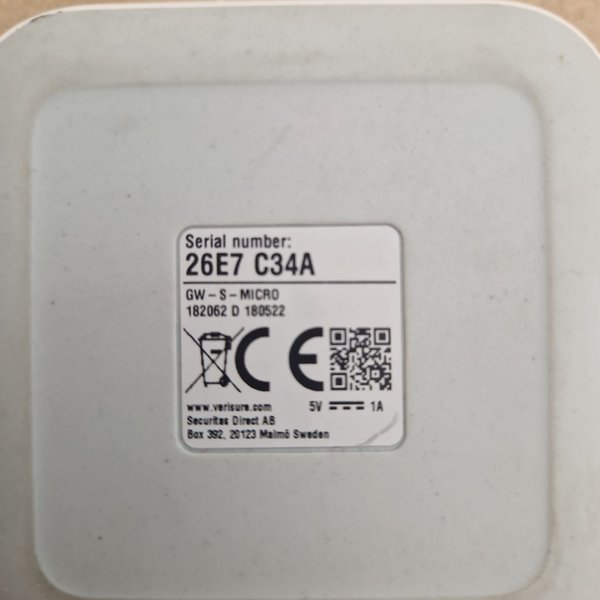 Serial number:
26E7 C34A
GW-S-MICRO
182062 D 180522
CE
www.verisure.com 5V 1A
Securitas Direct AB
Box 392, 20123 Malmö Sweden